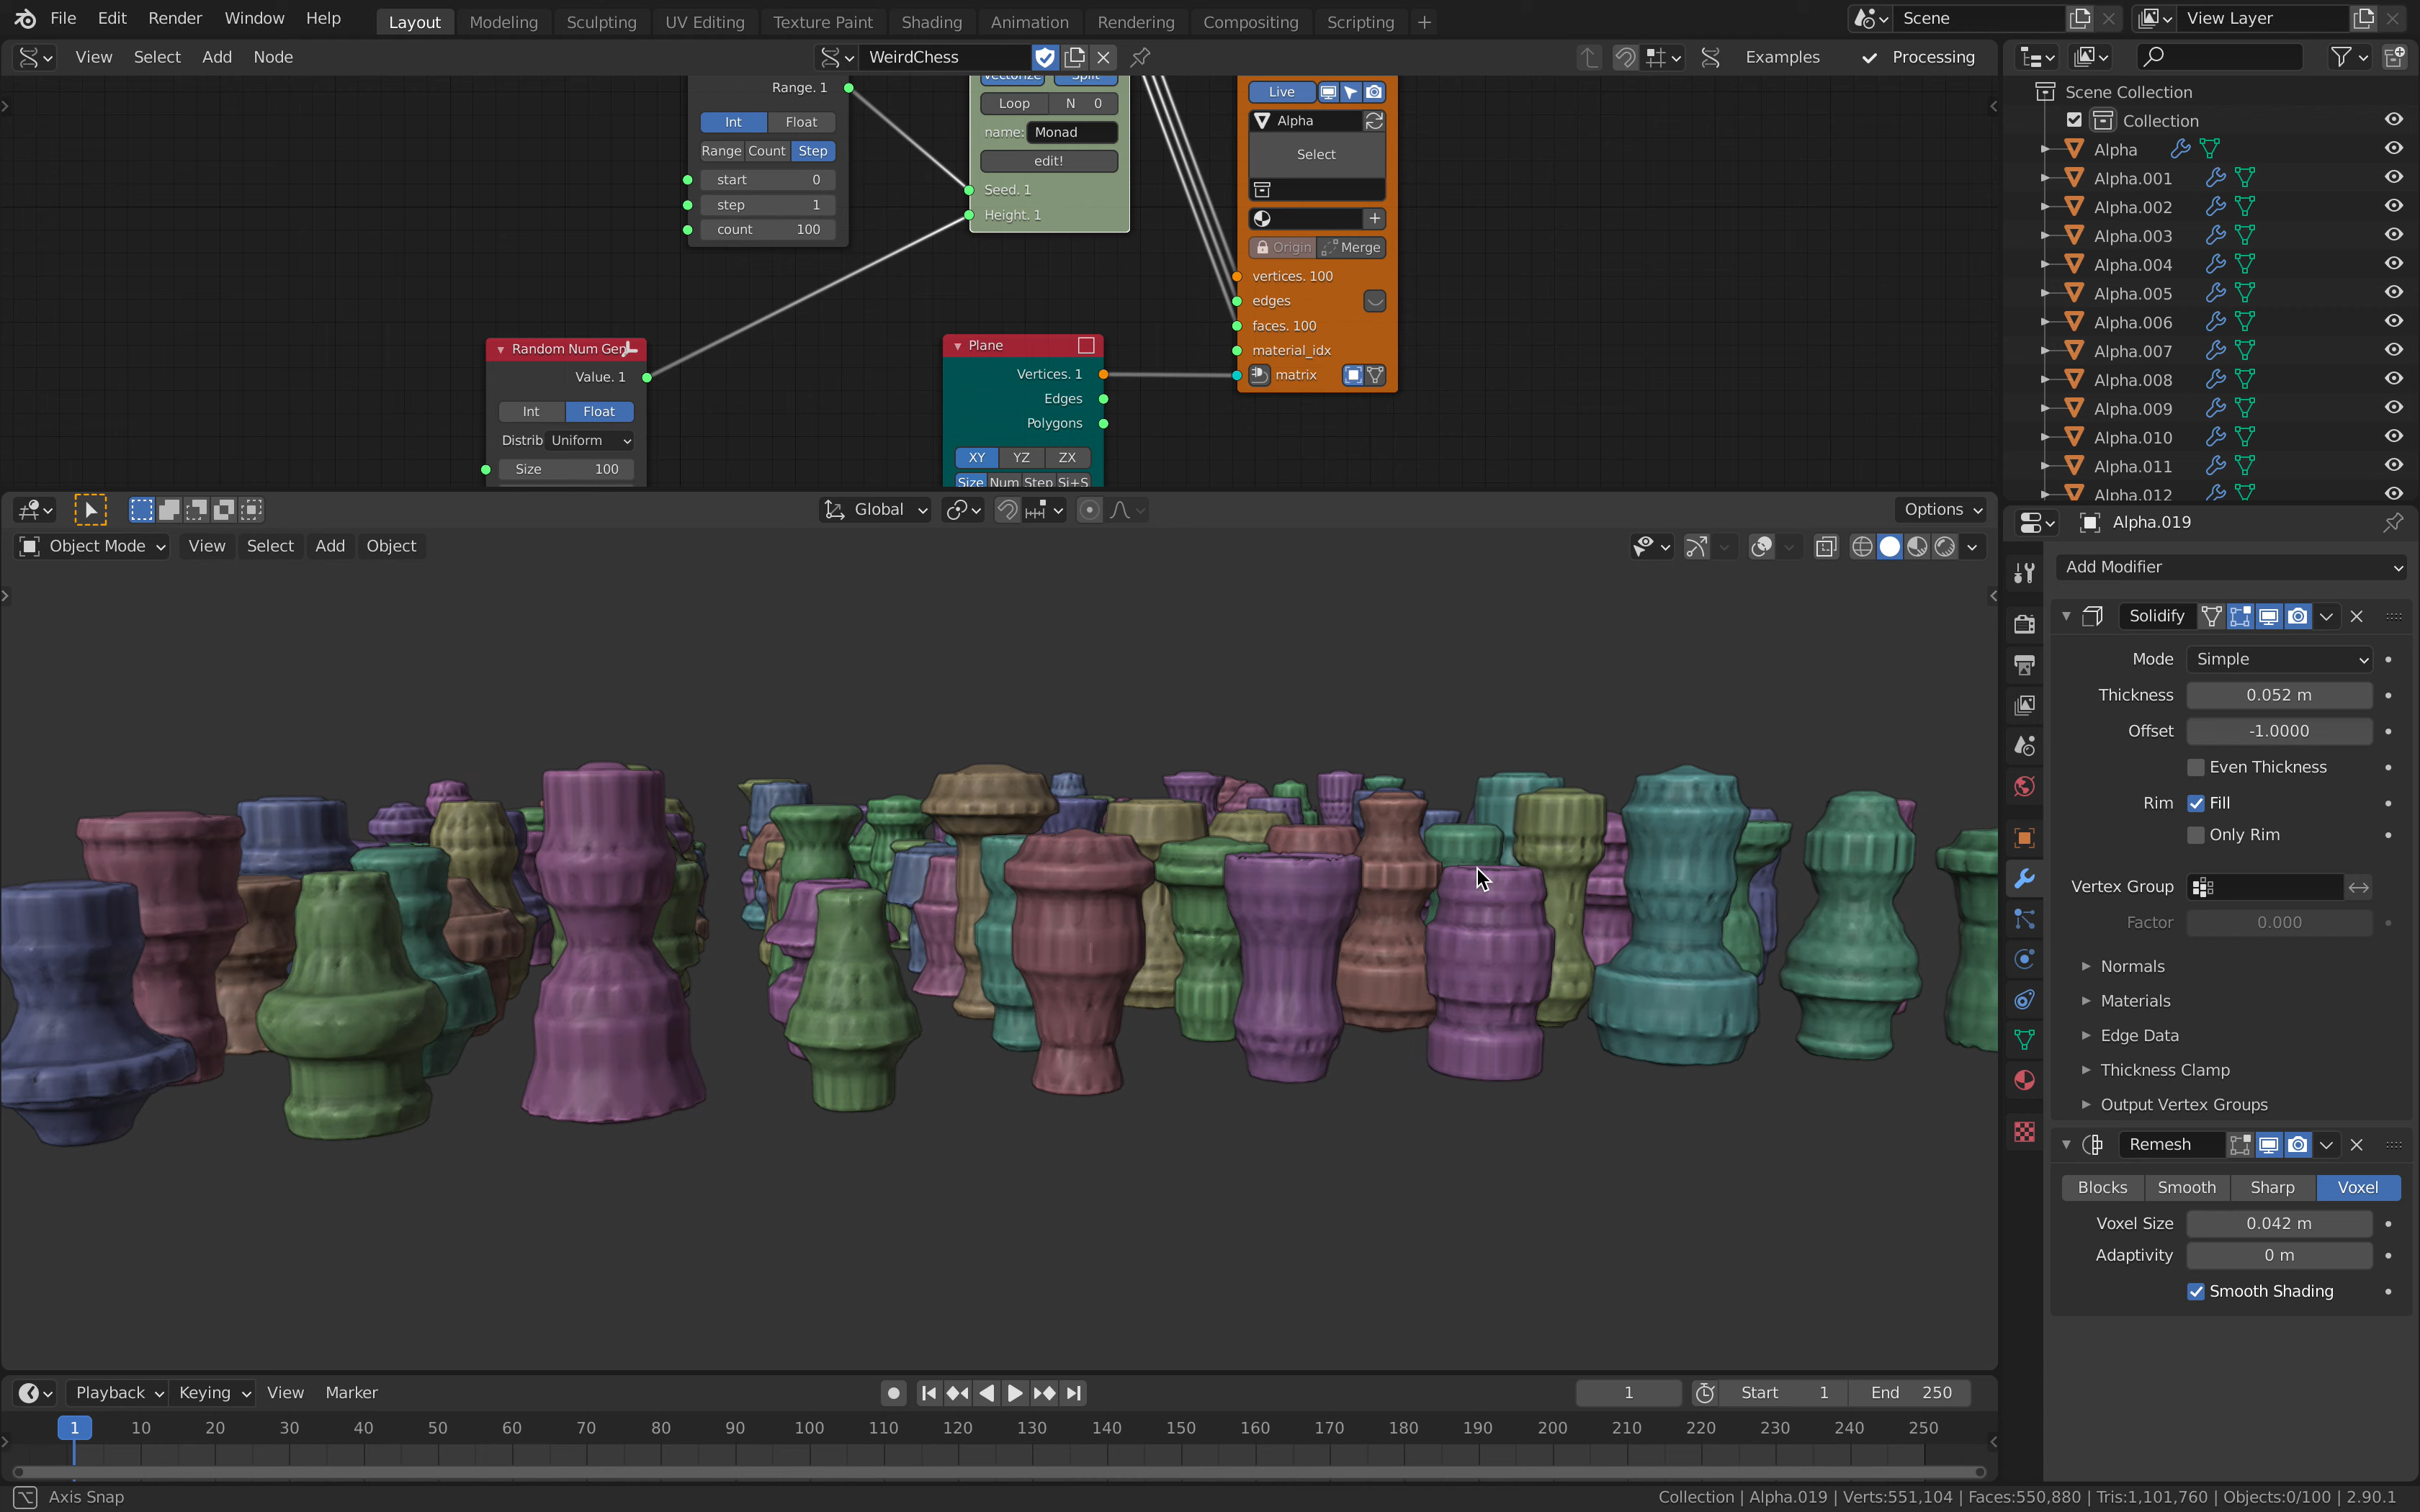 File Edit Render Window Help Layout Modeling Sculpting UV Editing Texture Paint Shading Animation Rendering Compositing Scripting + Scene View Layer
View Select Add Node WeirdChess Examples Processing
Range. 1
Int Float
Range Count Step
start 0
step 1
count 100
Vectorize Split
Loop N 0
name: Monad
edit!
Seed. 1
Height. 1
Live
Alpha
Select
Origin Merge
vertices. 100
edges
faces. 100
material_idx
matrix
Random Num Gen
Value. 1
Int Float
Distrib Uniform
Size 100
Plane
Vertices. 1
Edges
Polygons
XY YZ ZX
Size Num Step Si+S
Scene Collection
Collection
Alpha
Alpha.001
Alpha.002
Alpha.003
Alpha.004
Alpha.005
Alpha.006
Alpha.007
Alpha.008
Alpha.009
Alpha.010
Alpha.011
Alpha.012
Global Options
Object Mode View Select Add Object
Alpha.019
Add Modifier
Solidify
Mode Simple
Thickness 0.052 m
Offset -1.0000
Even Thickness
Rim Fill
Only Rim
Vertex Group
Factor 0.000
Normals
Materials
Edge Data
Thickness Clamp
Output Vertex Groups
Remesh
Blocks Smooth Sharp Voxel
Voxel Size 0.042 m
Adaptivity 0 m
Smooth Shading
Playback Keying View Marker 1 Start 1 End 250
1 10 20 30 40 50 60 70 80 90 100 110 120 130 140 150 160 170 180 190 200 210 220 230 240 250
Axis Snap Collection | Alpha.019 | Verts:551,104 | Faces:550,880 | Tris:1,101,760 | Objects:0/100 | 2.90.1